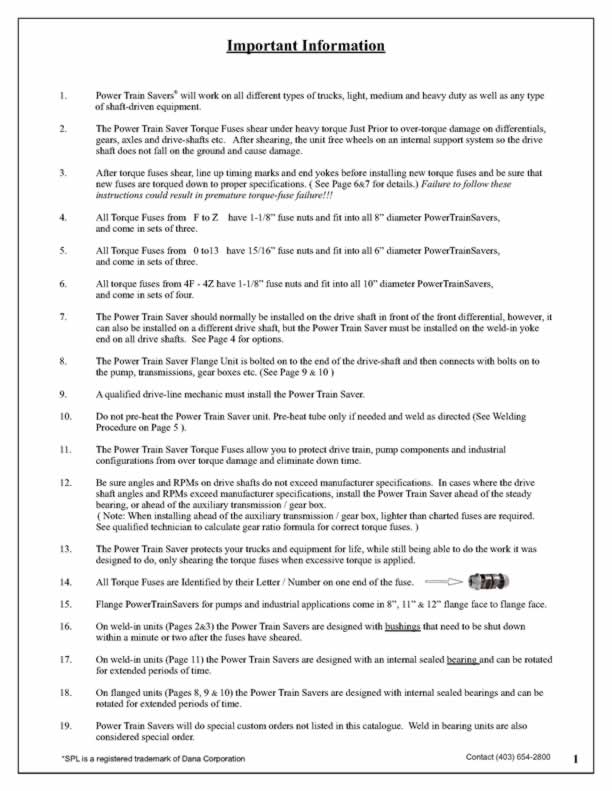 Important Information
1. Power Train Savers® will work on all different types of trucks, light, medium and heavy duty as well as any type
of shaft-driven equipment.
2. The Power Train Saver Torque Fuses shear under heavy torque Just Prior to over-torque damage on differentials,
gears, axles and drive-shafts etc. After shearing, the unit free wheels on an internal support system so the drive
shaft does not fall on the ground and cause damage.
3. After torque fuses shear, line up timing marks and end yokes before installing new torque fuses and be sure that
new fuses are torqued down to proper specifications. ( See Page 6&7 for details.) Failure to follow these
instructions could result in premature torque-fuse failure!!!
4. All Torque Fuses from F to Z have 1-1/8” fuse nuts and fit into all 8” diameter PowerTrainSavers,
and come in sets of three.
5. All Torque Fuses from 0 to13 have 15/16” fuse nuts and fit into all 6” diameter PowerTrainSavers,
and come in sets of three.
6. All torque fuses from 4F - 4Z have 1-1/8” fuse nuts and fit into all 10” diameter PowerTrainSavers,
and come in sets of four.
7. The Power Train Saver should normally be installed on the drive shaft in front of the front differential, however, it
can also be installed on a different drive shaft, but the Power Train Saver must be installed on the weld-in yoke
end on all drive shafts. See Page 4 for options.
8. The Power Train Saver Flange Unit is bolted on to the end of the drive-shaft and then connects with bolts on to
the pump, transmissions, gear boxes etc. (See Page 9 & 10 )
9. A qualified drive-line mechanic must install the Power Train Saver.
10. Do not pre-heat the Power Train Saver unit. Pre-heat tube only if needed and weld as directed (See Welding
Procedure on Page 5 ).
11. The Power Train Saver Torque Fuses allow you to protect drive train, pump components and industrial
configurations from over torque damage and eliminate down time.
12. Be sure angles and RPMs on drive shafts do not exceed manufacturer specifications. In cases where the drive
shaft angles and RPMs exceed manufacturer specifications, install the Power Train Saver ahead of the steady
bearing, or ahead of the auxiliary transmission / gear box.
( Note: When installing ahead of the auxiliary transmission / gear box, lighter than charted fuses are required.
See qualified technician to calculate gear ratio formula for correct torque fuses. )
13. The Power Train Saver protects your trucks and equipment for life, while still being able to do the work it was
designed to do, only shearing the torque fuses when excessive torque is applied.
14. All Torque Fuses are Identified by their Letter / Number on one end of the fuse.
15. Flange PowerTrainSavers for pumps and industrial applications come in 8”, 11” & 12” flange face to flange face.
16. On weld-in units (Pages 2&3) the Power Train Savers are designed with bushings that need to be shut down
within a minute or two after the fuses have sheared.
17. On weld-in units (Page 11) the Power Train Savers are designed with an internal sealed bearing and can be rotated
for extended periods of time.
18. On flanged units (Pages 8, 9 & 10) the Power Train Savers are designed with internal sealed bearings and can be
rotated for extended periods of time.
19. Power Train Savers will do special custom orders not listed in this catalogue. Weld in bearing units are also
considered special order.
*SPL is a registered trademark of Dana Corporation
Contact (403) 654-2800
1